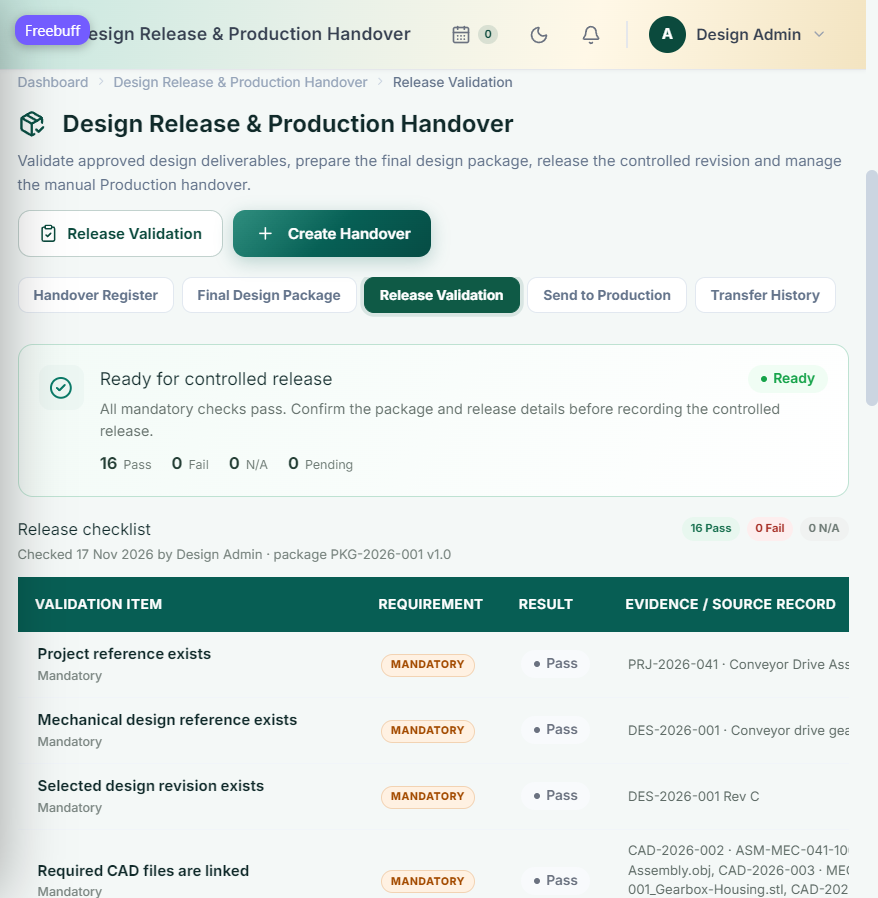 Freebuff
esign Release & Production Handover
0
A
Design Admin
Dashboard
Design Release & Production Handover
Release Validation
Design Release & Production Handover
Validate approved design deliverables, prepare the final design package, release the controlled revision and manage
the manual Production handover.
Release Validation
Create Handover
Handover Register
Final Design Package
Release Validation
Send to Production
Transfer History
Ready for controlled release
• Ready
All mandatory checks pass. Confirm the package and release details before recording the controlled
release.
16 Pass 0 Fail 0 N/A 0 Pending
Release checklist
16 Pass 0 Fail 0 N/A
Checked 17 Nov 2026 by Design Admin · package PKG-2026-001 v1.0
VALIDATION ITEM REQUIREMENT RESULT EVIDENCE / SOURCE RECORD
Project reference exists
Mandatory
MANDATORY
• Pass
PRJ-2026-041 · Conveyor Drive Ass
Mechanical design reference exists
Mandatory
MANDATORY
• Pass
DES-2026-001 · Conveyor drive gea
Selected design revision exists
Mandatory
MANDATORY
• Pass
DES-2026-001 Rev C
Required CAD files are linked
Mandatory
MANDATORY
• Pass
CAD-2026-002 · ASM-MEC-041-10
Assembly.obj, CAD-2026-003 · ME
001_Gearbox-Housing.stl, CAD-202